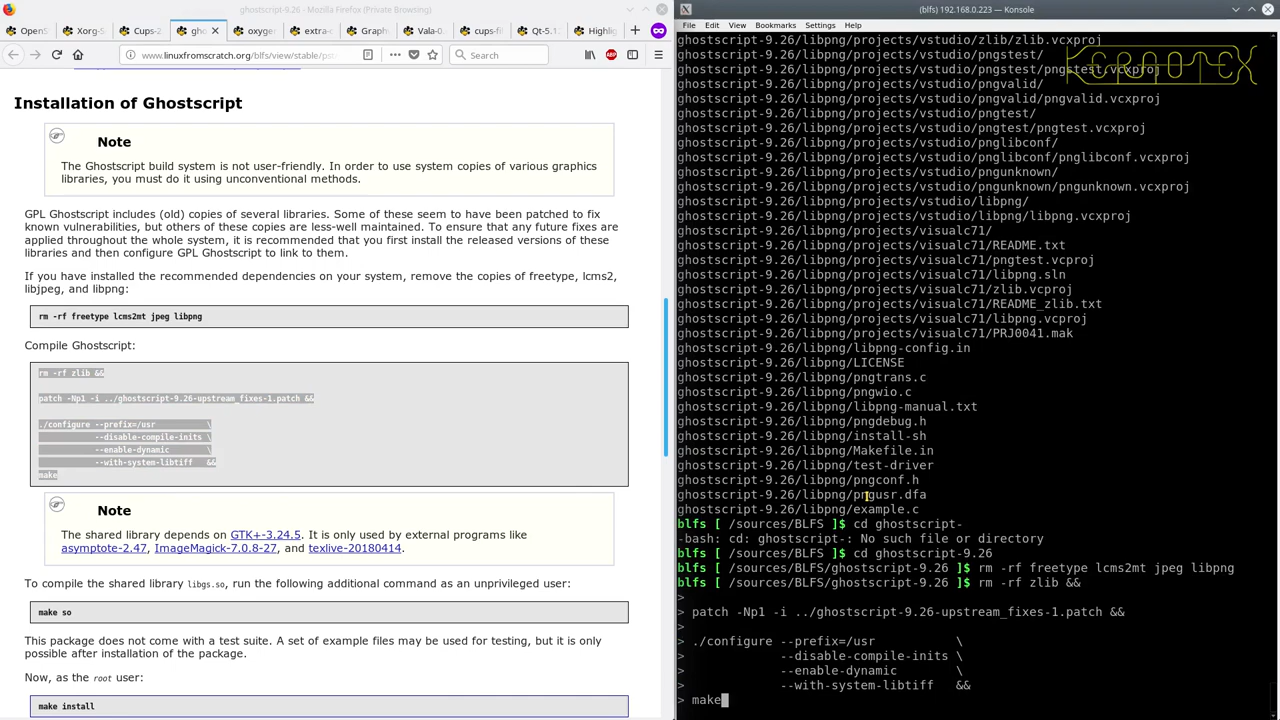 ghostscript-9.26 - Mozilla Firefox (Private Browsing)
OpenS
Xorg-S
Cups-2
gho
oxyger
extra-c
Graph
Vala-0
cups-fil
Qt-5.1
Highlig
www.linuxfromscratch.org/blfs/view/stable/pst
Search
ABP
Installation of Ghostscript
Note
The Ghostscript build system is not user-friendly. In order to use system copies of various graphics
libraries, you must do it using unconventional methods.
GPL Ghostscript includes (old) copies of several libraries. Some of these seem to have been patched to fix
known vulnerabilities, but others of these copies are less-well maintained. To ensure that any future fixes are
applied throughout the whole system, it is recommended that you first install the released versions of these
libraries and then configure GPL Ghostscript to link to them.
If you have installed the recommended dependencies on your system, remove the copies of freetype, lcms2,
libjpeg, and libpng:
rm -rf freetype lcms2mt jpeg libpng
Compile Ghostscript:
rm -rf zlib &&
patch -Np1 -i ../ghostscript-9.26-upstream_fixes-1.patch &&
./configure --prefix=/usr \
--disable-compile-inits \
--enable-dynamic \
--with-system-libtiff &&
make
Note
The shared library depends on GTK+-3.24.5. It is only used by external programs like
asymptote-2.47, ImageMagick-7.0.8-27, and texlive-20180414.
To compile the shared library libgs.so, run the following additional command as an unprivileged user:
make so
This package does not come with a test suite. A set of example files may be used for testing, but it is only
possible after installation of the package.
Now, as the root user:
make install
(blfs) 192.168.0.223 — Konsole
File Edit View Bookmarks Settings Help
KERAOTEX
ghostscript-9.26/libpng/projects/vstudio/zlib/zlib.vcxproj
ghostscript-9.26/libpng/projects/vstudio/pngstest/
ghostscript-9.26/libpng/projects/vstudio/pngstest/pngstest.vcxproj
ghostscript-9.26/libpng/projects/vstudio/pngvalid/
ghostscript-9.26/libpng/projects/vstudio/pngvalid/pngvalid.vcxproj
ghostscript-9.26/libpng/projects/vstudio/pngtest/
ghostscript-9.26/libpng/projects/vstudio/pngtest/pngtest.vcxproj
ghostscript-9.26/libpng/projects/vstudio/pnglibconf/
ghostscript-9.26/libpng/projects/vstudio/pnglibconf/pnglibconf.vcxproj
ghostscript-9.26/libpng/projects/vstudio/pngunknown/
ghostscript-9.26/libpng/projects/vstudio/pngunknown/pngunknown.vcxproj
ghostscript-9.26/libpng/projects/vstudio/libpng/
ghostscript-9.26/libpng/projects/vstudio/libpng/libpng.vcxproj
ghostscript-9.26/libpng/projects/visualc71/
ghostscript-9.26/libpng/projects/visualc71/README.txt
ghostscript-9.26/libpng/projects/visualc71/pngtest.vcproj
ghostscript-9.26/libpng/projects/visualc71/libpng.sln
ghostscript-9.26/libpng/projects/visualc71/zlib.vcproj
ghostscript-9.26/libpng/projects/visualc71/README_zlib.txt
ghostscript-9.26/libpng/projects/visualc71/libpng.vcproj
ghostscript-9.26/libpng/projects/visualc71/PRJ0041.mak
ghostscript-9.26/libpng/libpng-config.in
ghostscript-9.26/libpng/LICENSE
ghostscript-9.26/libpng/pngtrans.c
ghostscript-9.26/libpng/pngwio.c
ghostscript-9.26/libpng/libpng-manual.txt
ghostscript-9.26/libpng/pngdebug.h
ghostscript-9.26/libpng/install-sh
ghostscript-9.26/libpng/Makefile.in
ghostscript-9.26/libpng/test-driver
ghostscript-9.26/libpng/pngconf.h
ghostscript-9.26/libpng/pngusr.dfa
ghostscript-9.26/libpng/example.c
blfs [ /sources/BLFS ]$ cd ghostscript-
-bash: cd: ghostscript-: No such file or directory
blfs [ /sources/BLFS ]$ cd ghostscript-9.26
blfs [ /sources/BLFS/ghostscript-9.26 ]$ rm -rf freetype lcms2mt jpeg libpng
blfs [ /sources/BLFS/ghostscript-9.26 ]$ rm -rf zlib &&
>
> patch -Np1 -i ../ghostscript-9.26-upstream_fixes-1.patch &&
>
> ./configure --prefix=/usr \
> --disable-compile-inits \
> --enable-dynamic \
> --with-system-libtiff &&
> make